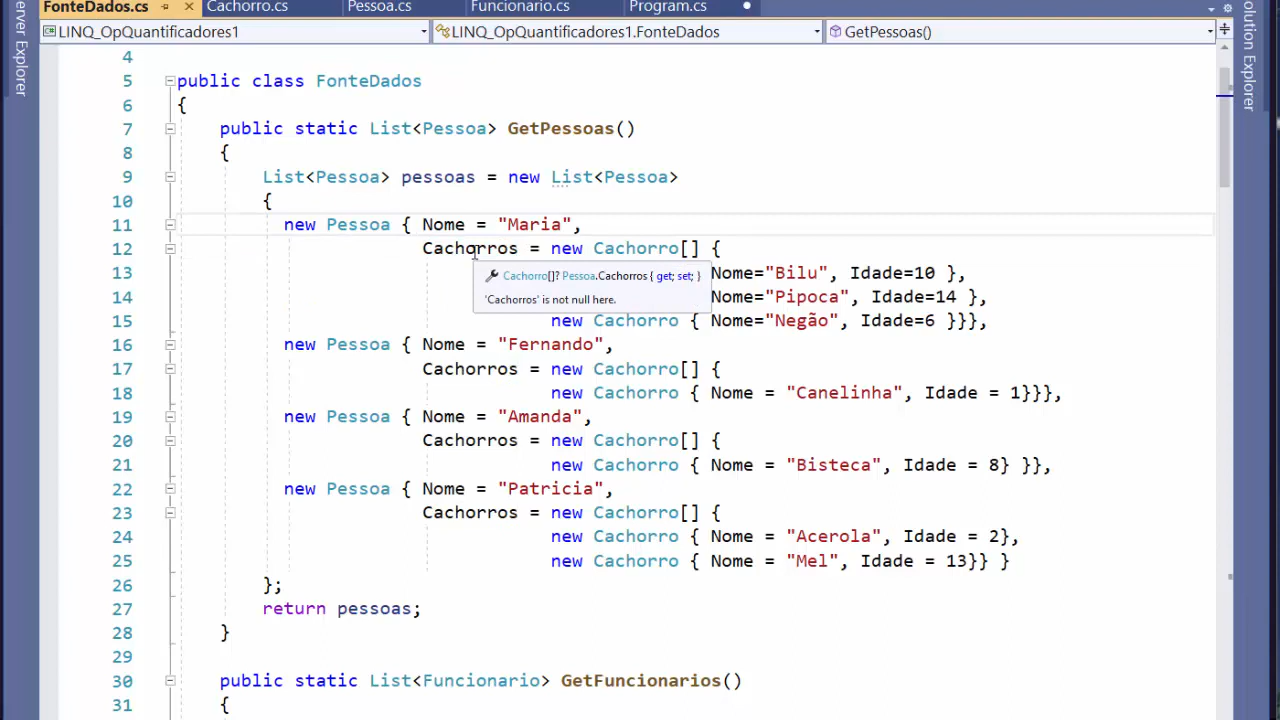 FonteDados.cs Cachorro.cs Pessoa.cs Funcionario.cs Program.cs
LINQ_OpQuantificadores1 LINQ_OpQuantificadores1.FonteDados GetPessoas()
erver Explorer
olution Explorer
4
5 public class FonteDados
6 {
7 public static List<Pessoa> GetPessoas()
8 {
9 List<Pessoa> pessoas = new List<Pessoa>
10 {
11 new Pessoa { Nome = "Maria",
12 Cachorros = new Cachorro[] {
Cachorro[]? Pessoa.Cachorros { get; set; }
'Cachorros' is not null here.
13 Nome="Bilu", Idade=10 },
14 Nome="Pipoca", Idade=14 },
15 new Cachorro { Nome="Negão", Idade=6 }}},
16 new Pessoa { Nome = "Fernando",
17 Cachorros = new Cachorro[] {
18 new Cachorro { Nome = "Canelinha", Idade = 1}}},
19 new Pessoa { Nome = "Amanda",
20 Cachorros = new Cachorro[] {
21 new Cachorro { Nome = "Bisteca", Idade = 8} }},
22 new Pessoa { Nome = "Patricia",
23 Cachorros = new Cachorro[] {
24 new Cachorro { Nome = "Acerola", Idade = 2},
25 new Cachorro { Nome = "Mel", Idade = 13}} }
26 };
27 return pessoas;
28 }
29
30 public static List<Funcionario> GetFuncionarios()
31 {